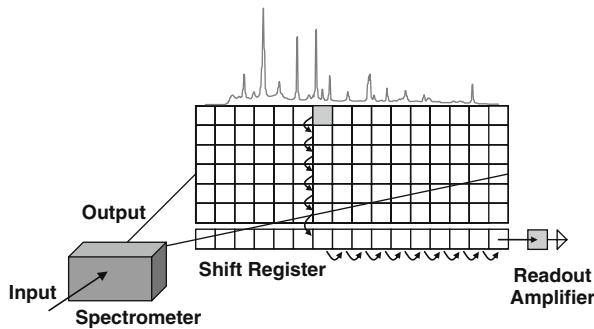 Output
Shift Register
Input
Spectrometer
Readout
Amplifier